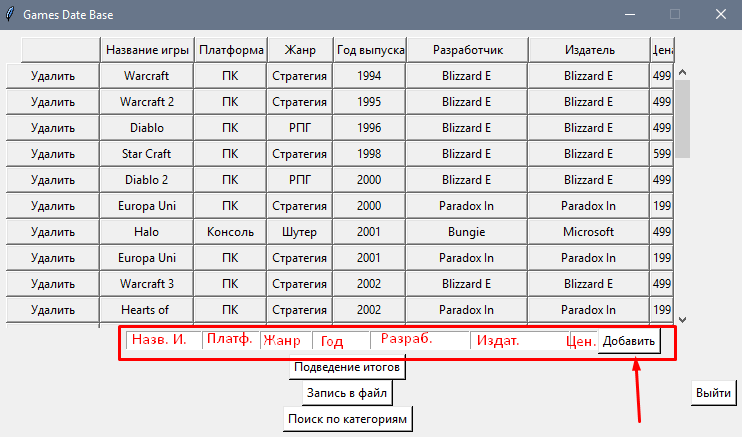 Games Date Base
Название игры Платформа Жанр Год выпуска Разработчик Издатель Цена
Удалить Warcraft ПК Стратегия 1994 Blizzard E Blizzard E 499
Удалить Warcraft 2 ПК Стратегия 1995 Blizzard E Blizzard E 499
Удалить Diablo ПК РПГ 1996 Blizzard E Blizzard E 499
Удалить Star Craft ПК Стратегия 1998 Blizzard E Blizzard E 599
Удалить Diablo 2 ПК РПГ 2000 Blizzard E Blizzard E 499
Удалить Europa Uni ПК Стратегия 2000 Paradox In Paradox In 199
Удалить Halo Консоль Шутер 2001 Bungie Microsoft 499
Удалить Europa Uni ПК Стратегия 2001 Paradox In Paradox In 199
Удалить Warcraft 3 ПК Стратегия 2002 Blizzard E Blizzard E 499
Удалить Hearts of ПК Стратегия 2002 Paradox In Paradox In 199
Назв. И. Платф. Жанр Год Разраб. Издат. Цен. Добавить
Подведение итогов
Запись в файл Выйти
Поиск по категориям